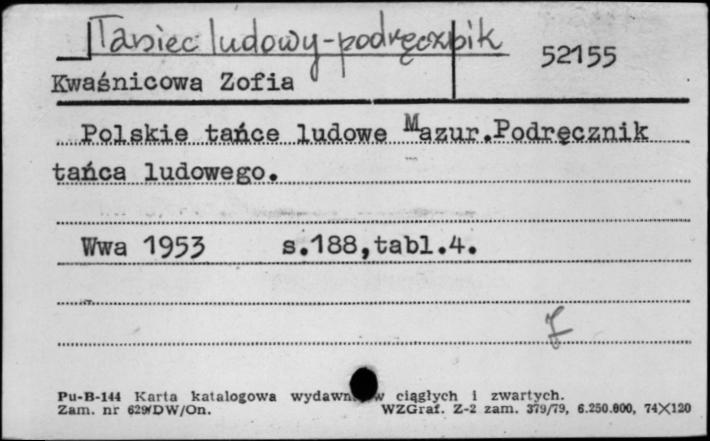 Taniec ludowy-podręcznik
52155
Kwaśnicowa Zofia
Polskie tańce ludowe Mazur.Podręcznik
tańca ludowego.
Wwa 1953 s.188,tabl.4.
Pu-B-144 Karta katalogowa wydawn w ciągłych i zwartych.
Zam. nr 629/DW/On. WZGraf. Z-2 zam. 379/79, 6.250.000, 74×120